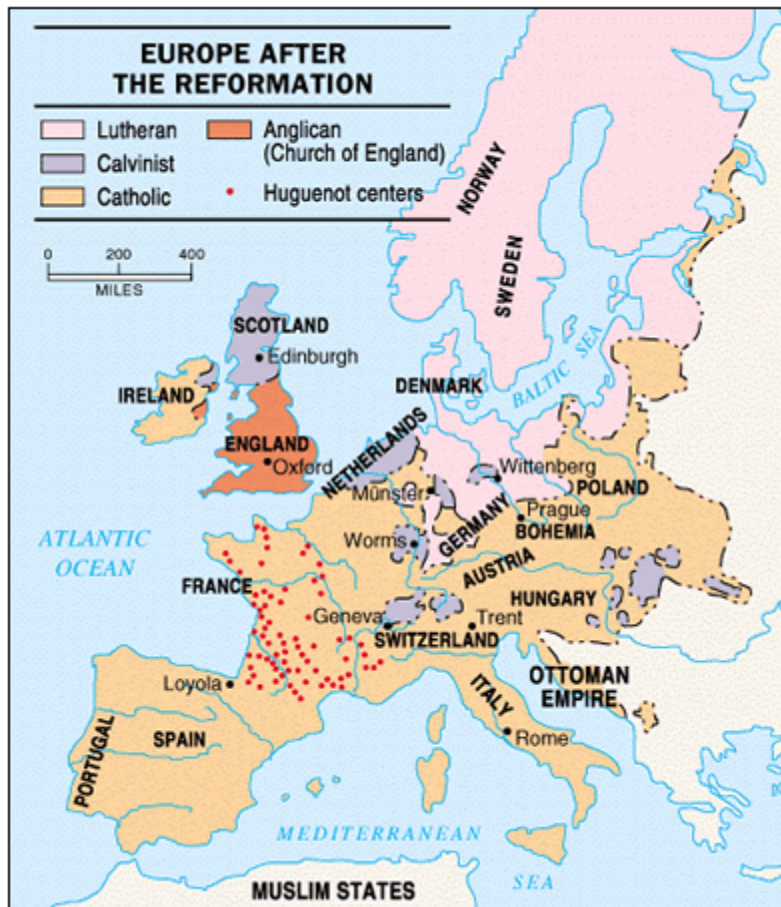 EUROPE AFTER
THE REFORMATION
Lutheran
Calvinist
Catholic
Anglican
(Church of England)
Huguenot centers
0 200 400
MILES
NORWAY
SWEDEN
SCOTLAND
Edinburgh
IRELAND
ENGLAND
Oxford
DENMARK
BALTIC SEA
NETHERLANDS
Münster
Wittenberg
POLAND
GERMANY
Prague
BOHEMIA
Worms
ATLANTIC
OCEAN
AUSTRIA
FRANCE
HUNGARY
Geneva
Trent
SWITZERLAND
Loyola
OTTOMAN
EMPIRE
ITALY
Rome
PORTUGAL
SPAIN
MEDITERRANEAN
SEA
MUSLIM STATES